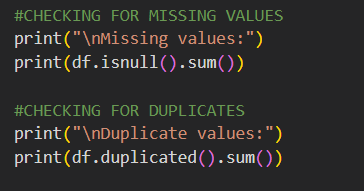 #CHECKING FOR MISSING VALUES
print("\nMissing values:")
print(df.isnull().sum())
#CHECKING FOR DUPLICATES
print("\nDuplicate values:")
print(df.duplicated().sum())